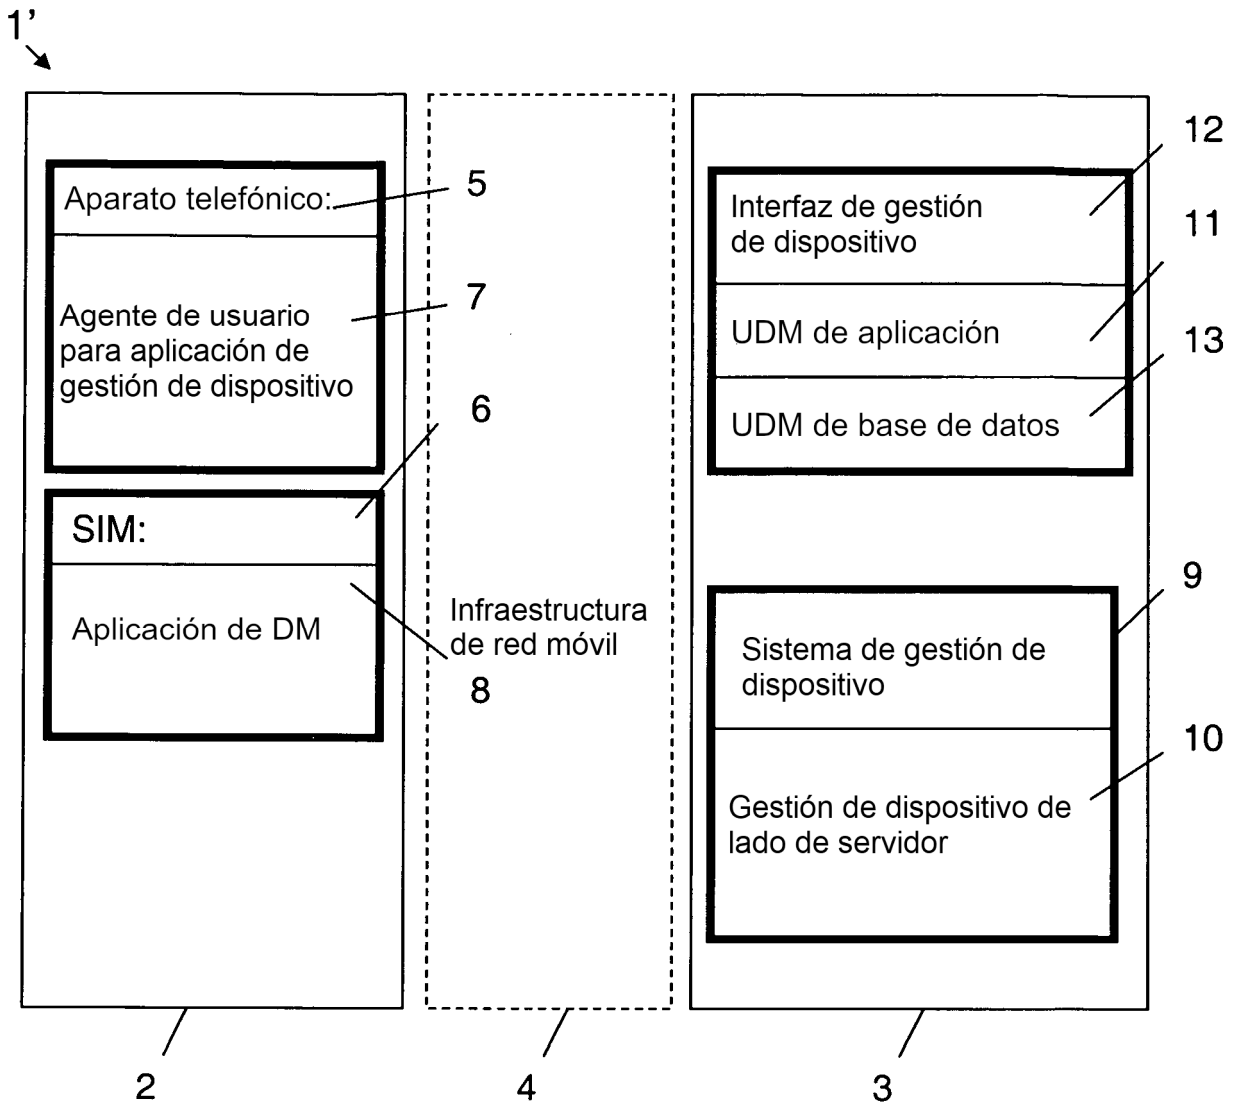 1'
Aparato telefónico:
5
Agente de usuario
para aplicación de
gestión de dispositivo
7
6
SIM:
Aplicación de DM
8
Infraestructura
de red móvil
Interfaz de gestión
de dispositivo
12
UDM de aplicación
11
UDM de base de datos
13
Sistema de gestión de
dispositivo
9
Gestión de dispositivo de
lado de servidor
10
2
4
3